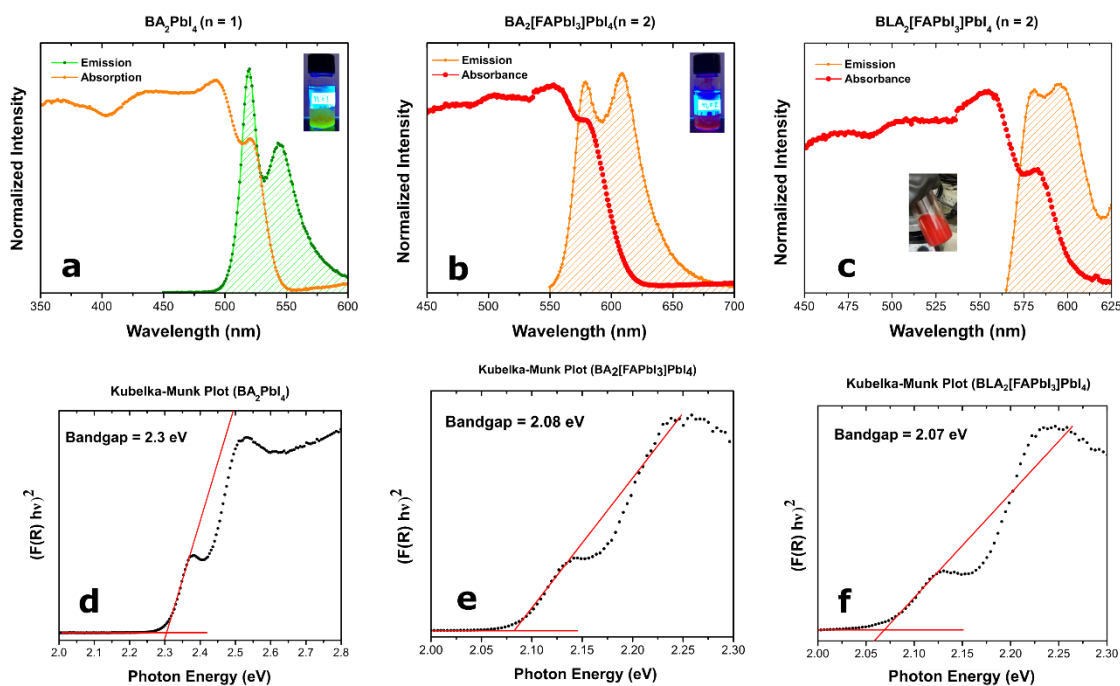 BA₂PbI₄ (n = 1)
Emission
Absorption
Normalized Intensity
a
350 400 450 500 550 600
Wavelength (nm)
BA₂[FAPbI₃]PbI₄(n = 2)
Emission
Absorbance
Normalized Intensity
b
450 500 550 600 650 700
Wavelength (nm)
BLA₂[FAPbI₃]PbI₄ (n = 2)
Emission
Absorbance
Normalized Intensity
c
450 475 500 525 550 575 600 625
Wavelength (nm)
Kubelka-Munk Plot (BA₂PbI₄)
Bandgap = 2.3 eV
(F(R) hν)²
d
2.0 2.1 2.2 2.3 2.4 2.5 2.6 2.7 2.8
Photon Energy (eV)
Kubelka-Munk Plot (BA₂[FAPbI₃]PbI₄)
Bandgap = 2.08 eV
(F(R) hν)²
e
2.00 2.05 2.10 2.15 2.20 2.25 2.30
Photon Energy (eV)
Kubelka-Munk Plot (BLA₂[FAPbI₃]PbI₄)
Bandgap = 2.07 eV
(F(R) hν)²
f
2.00 2.05 2.10 2.15 2.20 2.25 2.30
Photon Energy (eV)